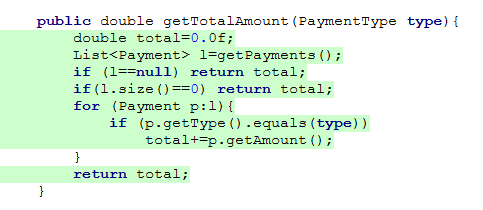 public double getTotalAmount(PaymentType type){
double total=0.0f;
List<Payment> l=getPayments();
if (l==null) return total;
if(l.size()==0) return total;
for (Payment p:l){
if (p.getType().equals(type))
total+=p.getAmount();
}
return total;
}